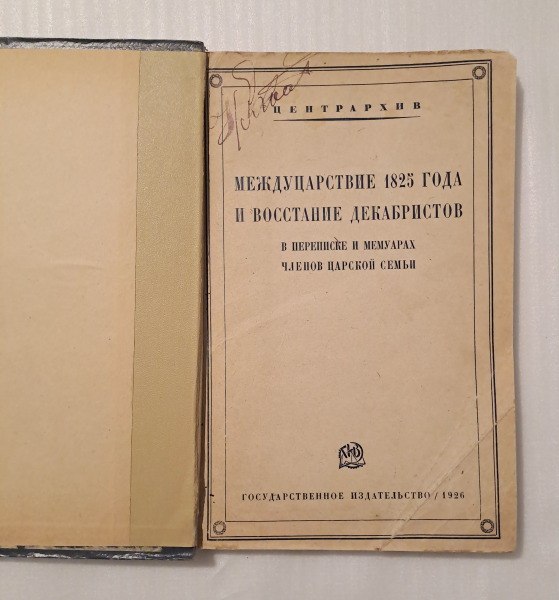 ЦЕНТРАРХИВ
МЕЖДУЦАРСТВИЕ 1825 ГОДА
И ВОССТАНИЕ ДЕКАБРИСТОВ
В ПЕРЕПИСКЕ И МЕМУАРАХ
ЧЛЕНОВ ЦАРСКОЙ СЕМЬИ
ГОСУДАРСТВЕННОЕ ИЗДАТЕЛЬСТВО / 1926